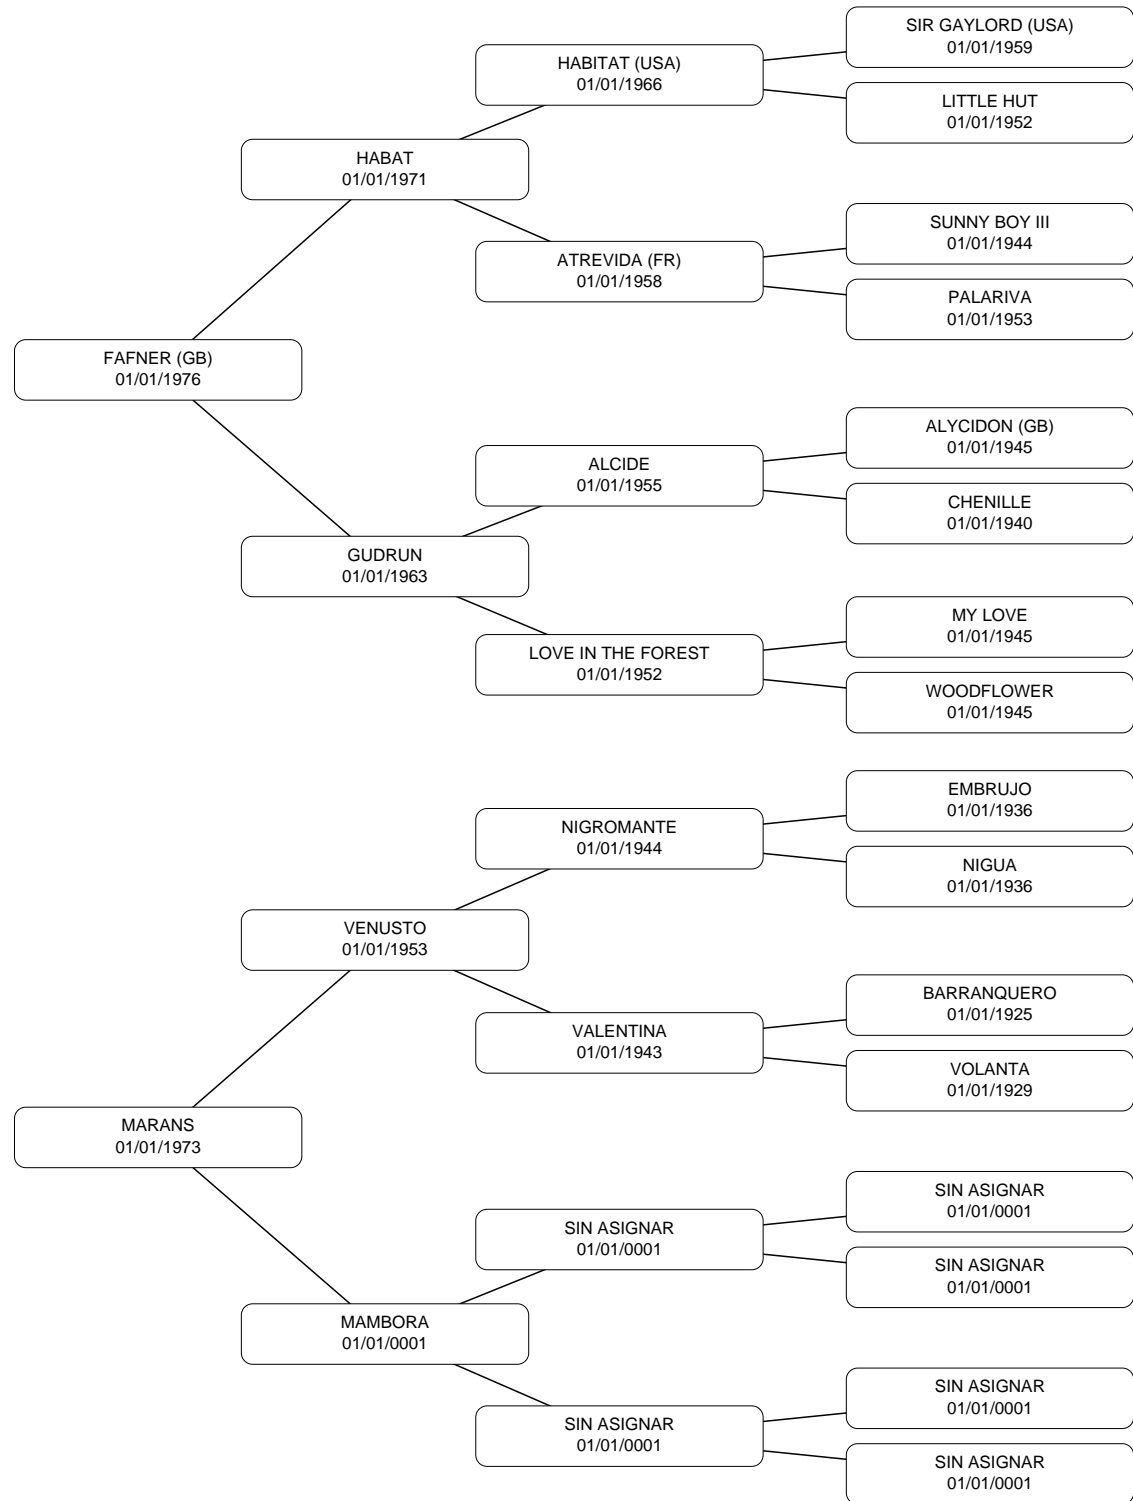 SIR GAYLORD (USA)
01/01/1959
HABITAT (USA)
01/01/1966
LITTLE HUT
01/01/1952
HABAT
01/01/1971
SUNNY BOY III
01/01/1944
ATREVIDA (FR)
01/01/1958
PALARIVA
01/01/1953
FAFNER (GB)
01/01/1976
ALYCIDON (GB)
01/01/1945
ALCIDE
01/01/1955
CHENILLE
01/01/1940
GUDRUN
01/01/1963
MY LOVE
01/01/1945
LOVE IN THE FOREST
01/01/1952
WOODFLOWER
01/01/1945
EMBRUJO
01/01/1936
NIGROMANTE
01/01/1944
NIGUA
01/01/1936
VENUSTO
01/01/1953
BARRANQUERO
01/01/1925
VALENTINA
01/01/1943
VOLANTA
01/01/1929
MARANS
01/01/1973
SIN ASIGNAR
01/01/0001
SIN ASIGNAR
01/01/0001
SIN ASIGNAR
01/01/0001
MAMBORA
01/01/0001
SIN ASIGNAR
01/01/0001
SIN ASIGNAR
01/01/0001
SIN ASIGNAR
01/01/0001